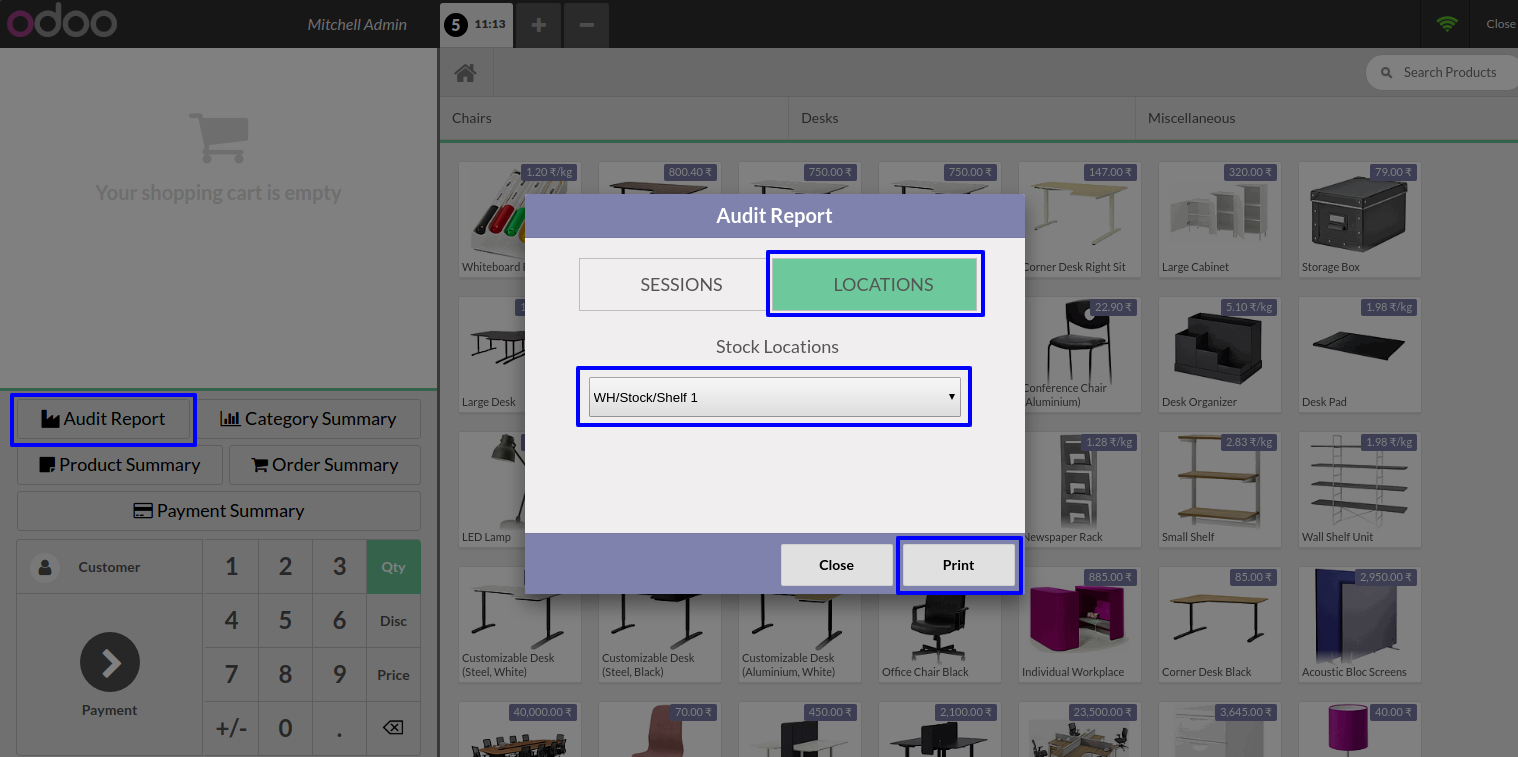 odoo
Mitchell Admin
5 11:13
+
−
Close
Search Products
Chairs
Desks
Miscellaneous
Your shopping cart is empty
1.20 ₹/kg
800.40 ₹
750.00 ₹
750.00 ₹
147.00 ₹
320.00 ₹
79.00 ₹
Whiteboard
Corner Desk Right Sit
Large Cabinet
Storage Box
Audit Report
SESSIONS
LOCATIONS
Stock Locations
WH/Stock/Shelf 1
Close
Print
22.90 ₹
5.10 ₹/kg
1.98 ₹/kg
Large Desk
Conference Chair
(Aluminium)
Desk Organizer
Desk Pad
1.28 ₹/kg
2.83 ₹/kg
1.98 ₹/kg
LED Lamp
Newspaper Rack
Small Shelf
Wall Shelf Unit
885.00 ₹
85.00 ₹
2,950.00 ₹
Customizable Desk
(Steel, White)
Customizable Desk
(Steel, Black)
Customizable Desk
(Aluminium, White)
Office Chair Black
Individual Workplace
Corner Desk Black
Acoustic Bloc Screens
40,000.00 ₹
70.00 ₹
450.00 ₹
2,100.00 ₹
23,500.00 ₹
3,645.00 ₹
40.00 ₹
Audit Report
Category Summary
Product Summary
Order Summary
Payment Summary
Customer
1 2 3 Qty
4 5 6 Disc
7 8 9 Price
Payment
+/- 0 .